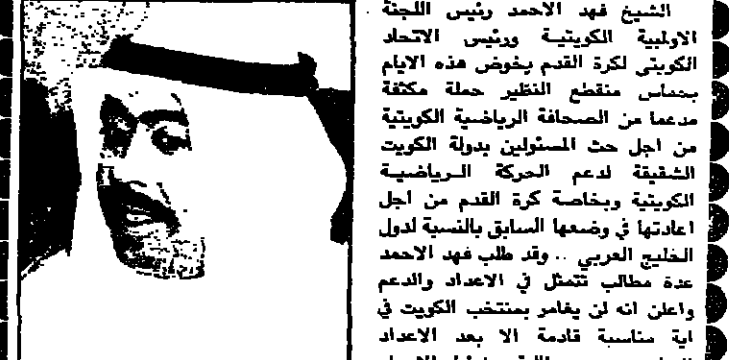 الشيخ فهد الاحمد رئيس اللجنة
الاولمبية الكويتية ورئيس الاتحاد
الكويتى لكرة القدم يخوض هذه الايام
بحماس منقطع النظير حملة مكثفة
مدعما من الصحافة الرياضية الكويتية
من اجل حث المسئولين بدولة الكويت
الشقيقة لدعم الحركة الرياضية
الكويتية وبخاصة كرة القدم من اجل
اعادتها في وضعها السابق بالنسبة لدول
الخليج العربي .. وقد طلب فهد الاحمد
عدة مطالب تتمثل في الاعداد والدعم
واعلن انه لن يغامر بمنتخب الكويت في
اية مناسبة قادمة الا بعد الاعداد